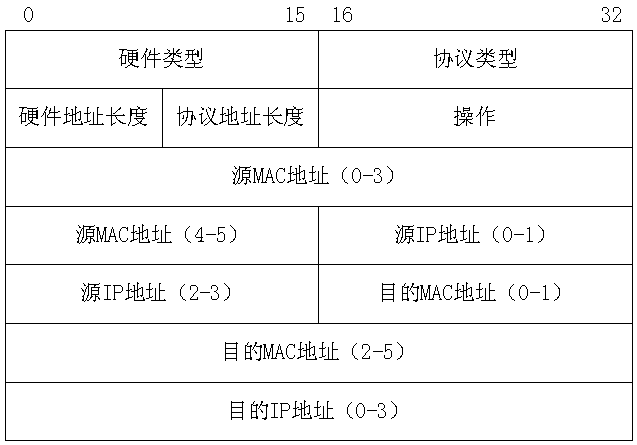 0 15 16 32
硬件类型 协议类型
硬件地址长度 协议地址长度 操作
源MAC地址（0-3）
源MAC地址（4-5） 源IP地址（0-1）
源IP地址（2-3） 目的MAC地址（0-1）
目的MAC地址（2-5）
目的IP地址（0-3）